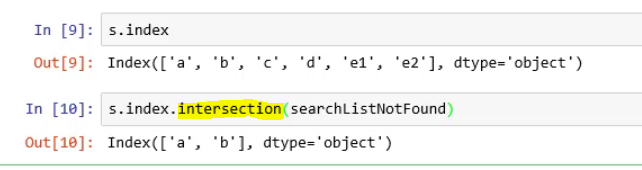 In [9]: s.index
Out[9]: Index(['a', 'b', 'c', 'd', 'e1', 'e2'], dtype='object')
In [10]: s.index.intersection(searchListNotFound)
Out[10]: Index(['a', 'b'], dtype='object')